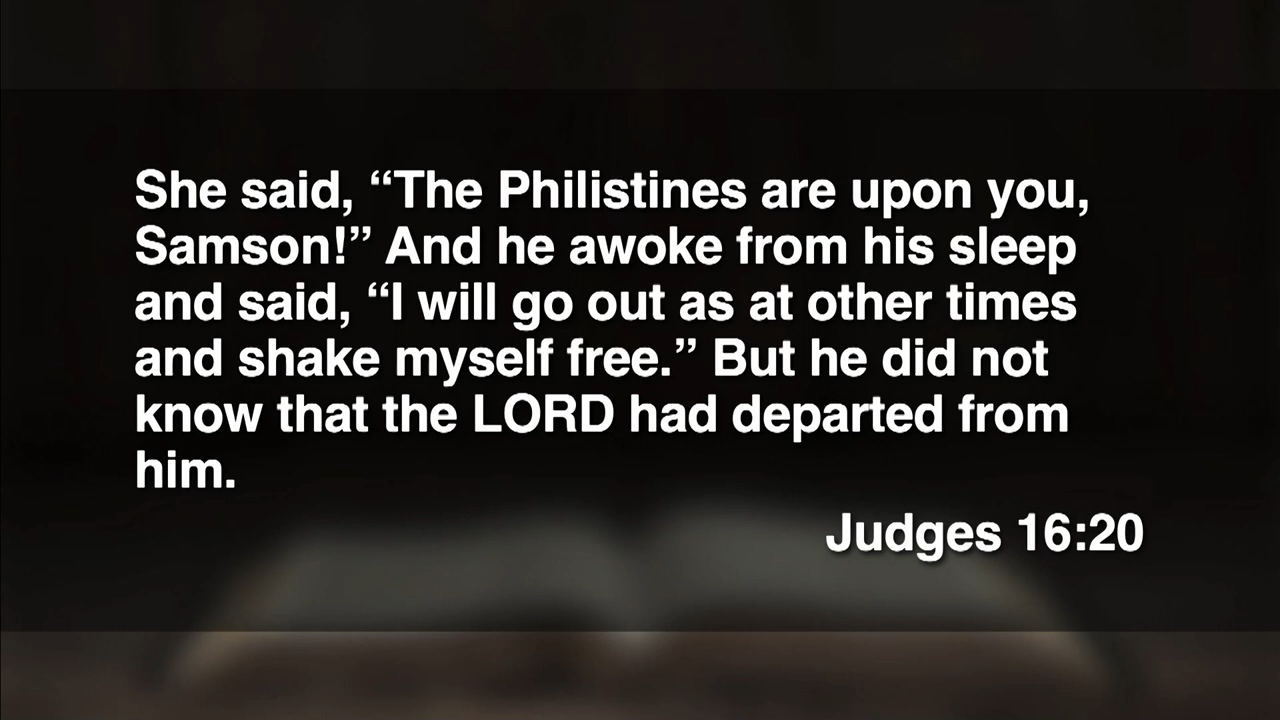 She said, “The Philistines are upon you,
Samson!” And he awoke from his sleep
and said, “I will go out as at other times
and shake myself free.” But he did not
know that the LORD had departed from
him.
Judges 16:20